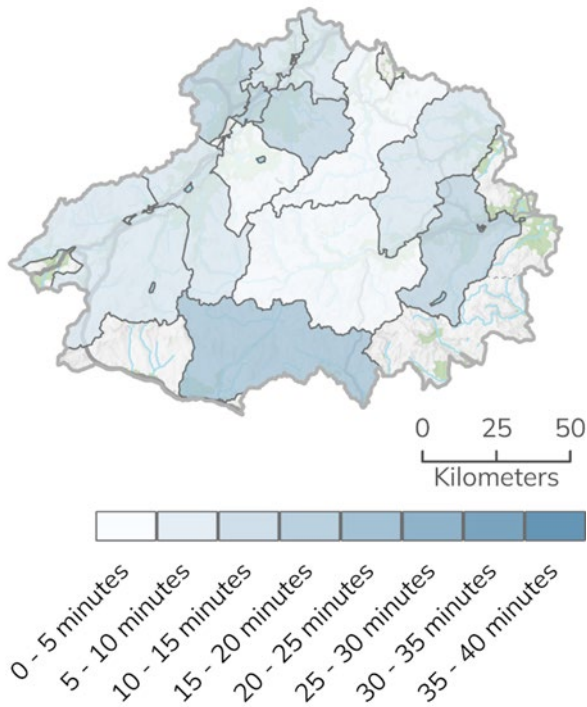 0 25 50
Kilometers
0 - 5 minutes
5 - 10 minutes
10 - 15 minutes
15 - 20 minutes
20 - 25 minutes
25 - 30 minutes
30 - 35 minutes
35 - 40 minutes